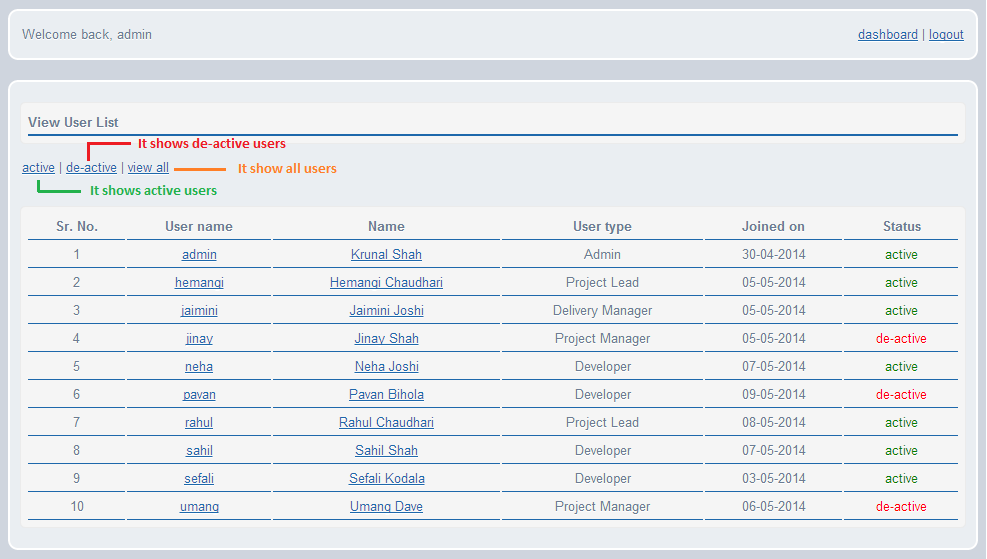 Welcome back, admin dashboard | logout
View User List
It shows de-active users
active | de-active | view all It show all users
It shows active users
Sr. No. User name Name User type Joined on Status
1 admin Krunal Shah Admin 30-04-2014 active
2 hemangi Hemangi Chaudhari Project Lead 05-05-2014 active
3 jaimini Jaimini Joshi Delivery Manager 05-05-2014 active
4 jinay Jinay Shah Project Manager 05-05-2014 de-active
5 neha Neha Joshi Developer 07-05-2014 active
6 pavan Pavan Bihola Developer 09-05-2014 de-active
7 rahul Rahul Chaudhari Project Lead 08-05-2014 active
8 sahil Sahil Shah Developer 07-05-2014 active
9 sefali Sefali Kodala Developer 03-05-2014 active
10 umang Umang Dave Project Manager 06-05-2014 de-active